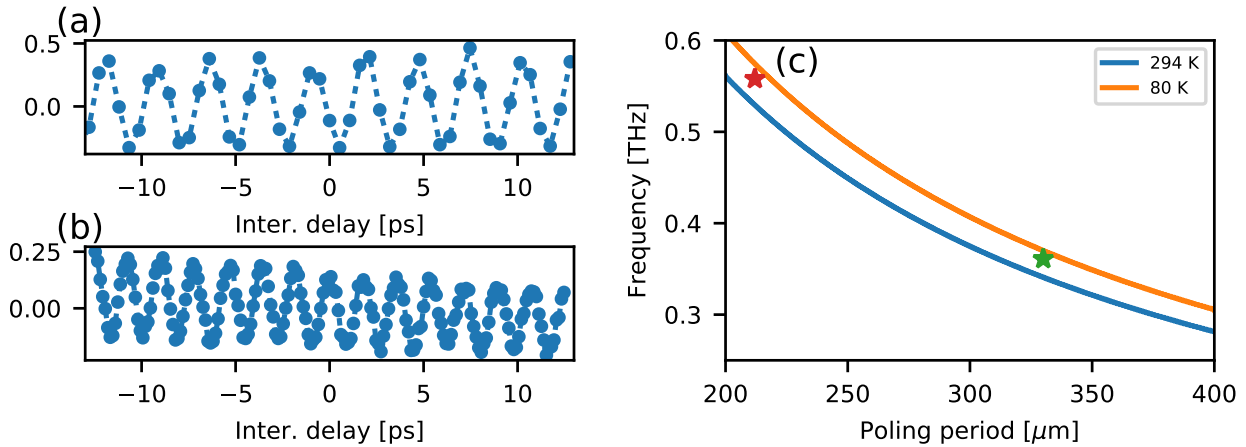 (a)
0.5
0.0
−10
−5
0
5
10
Inter. delay [ps]
(b)
0.25
0.00
−10
−5
0
5
10
Inter. delay [ps]
(c)
294 K
80 K
Frequency [THz]
0.6
0.5
0.4
0.3
200
250
300
350
400
Poling period [μm]